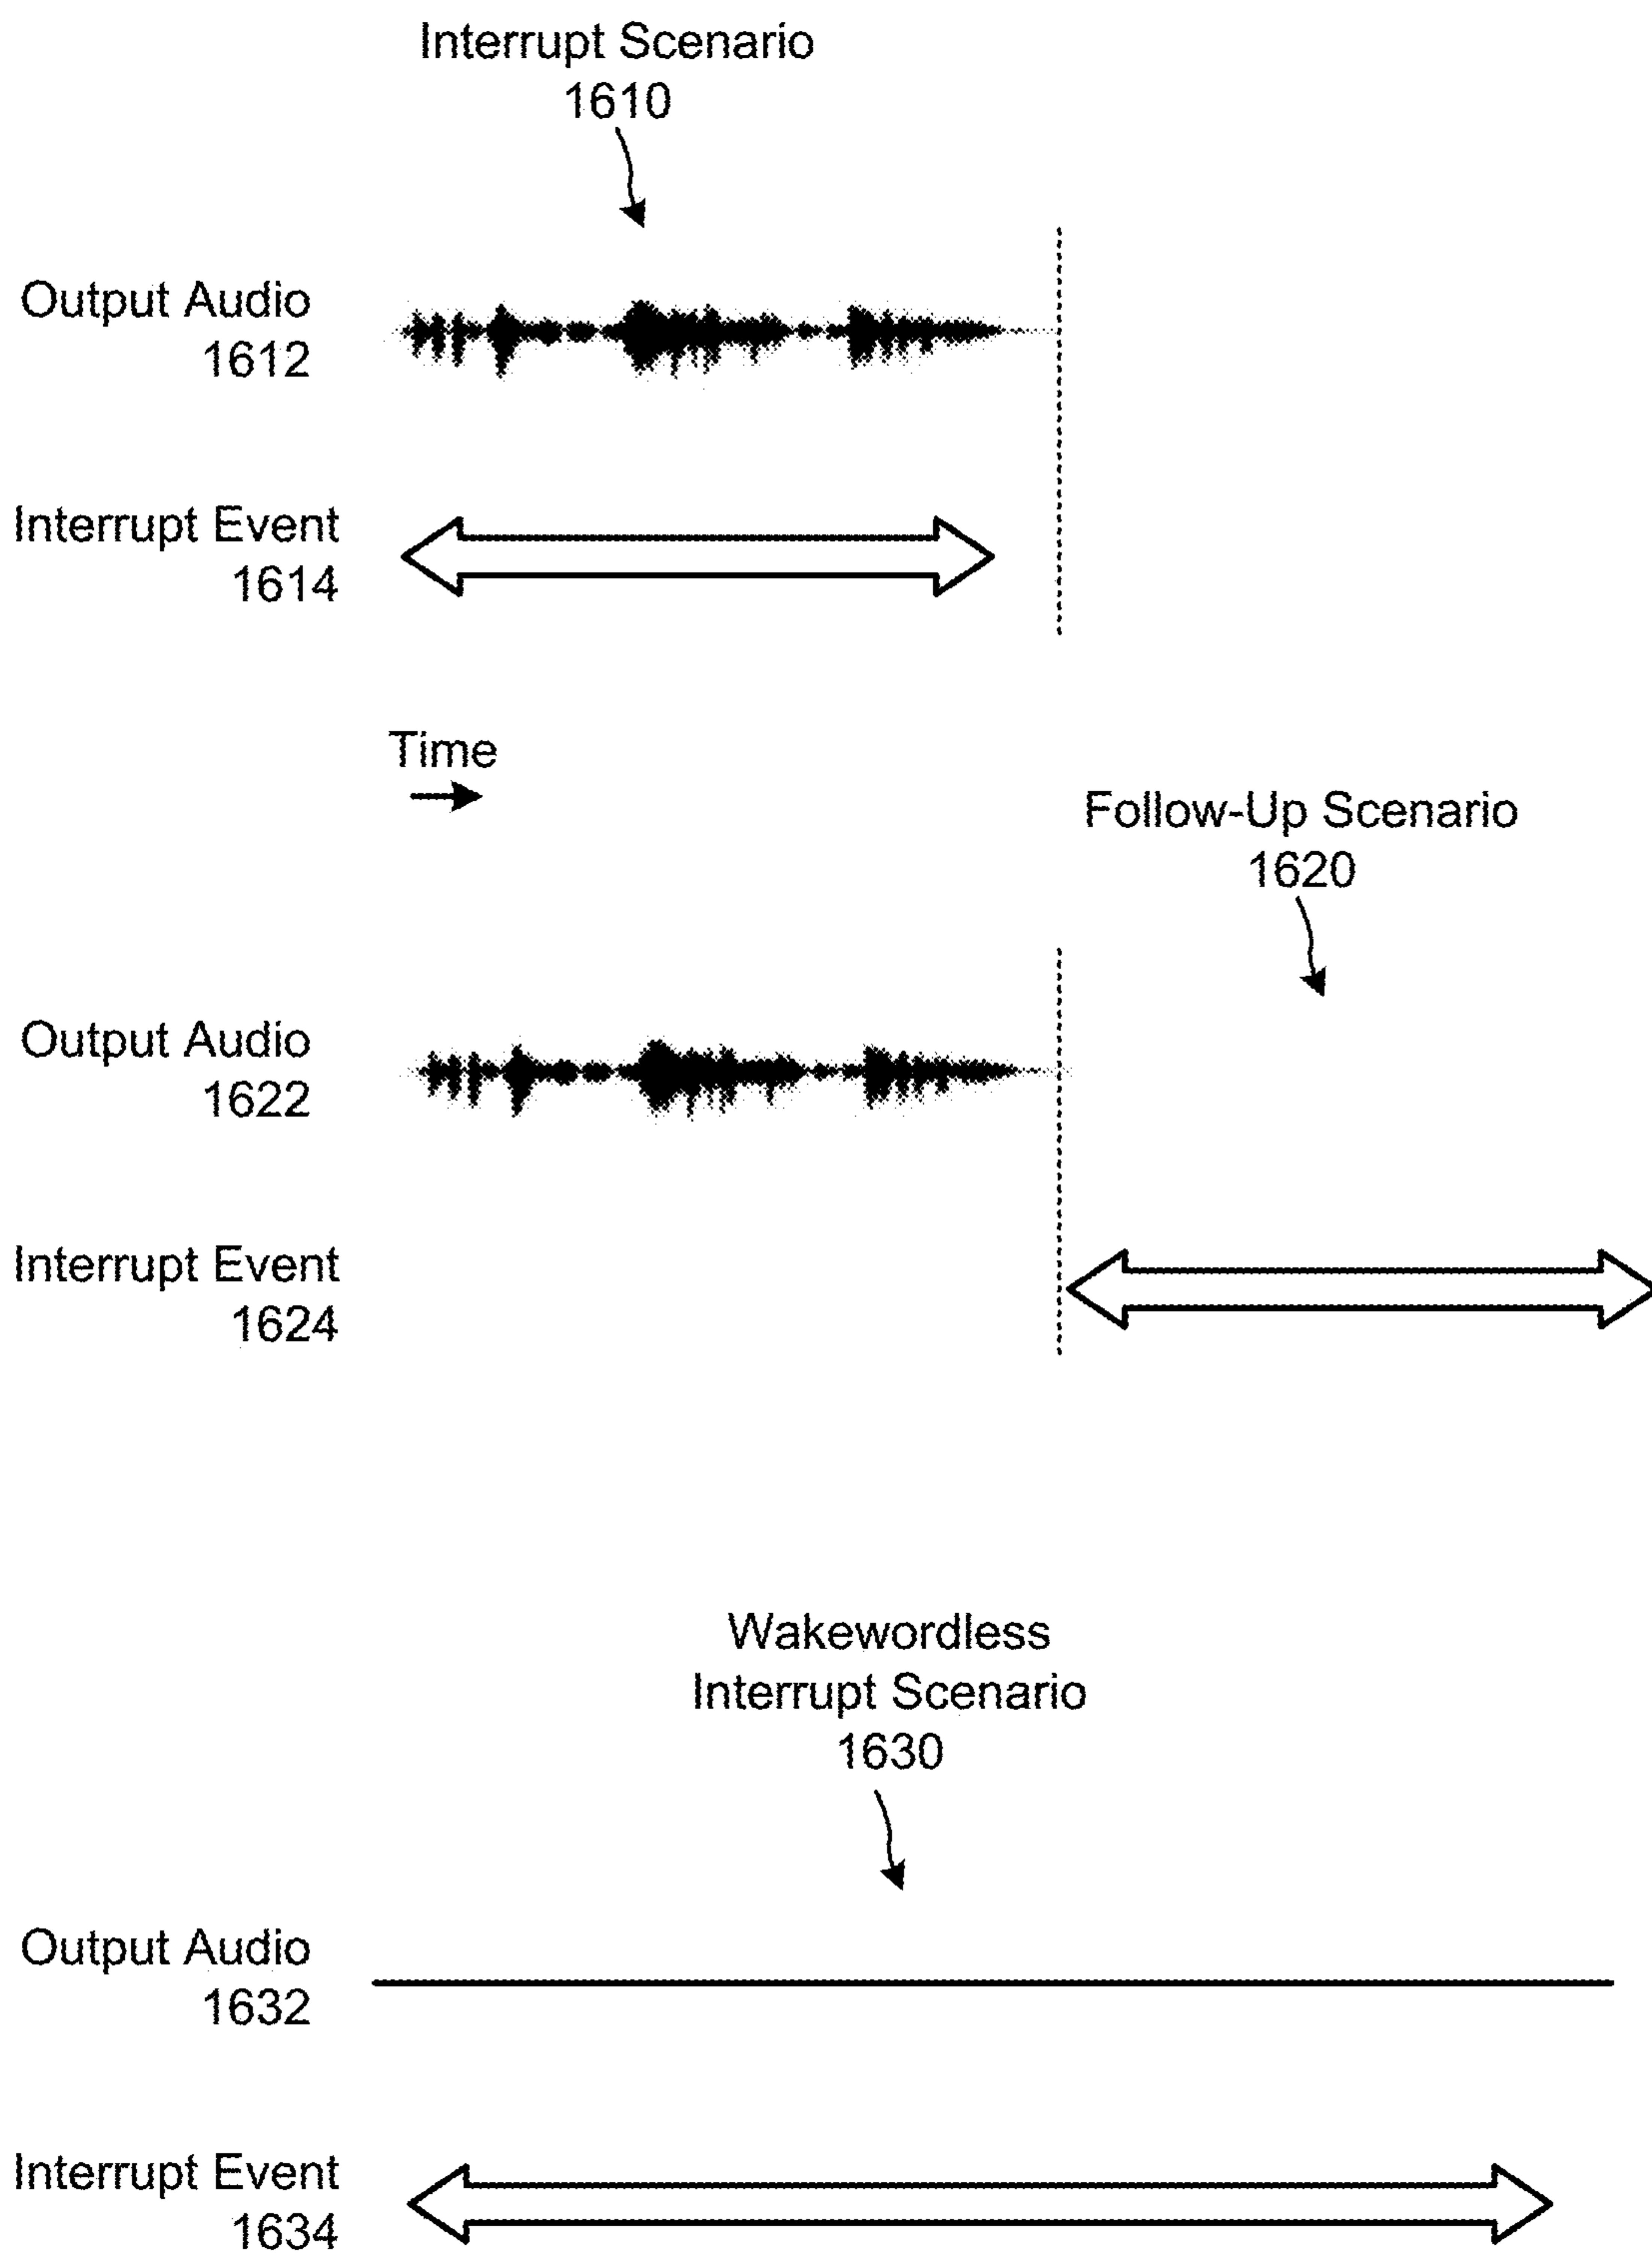 Interrupt Scenario
1610
Output Audio
1612
Interrupt Event
1614
Time
Follow-Up Scenario
1620
Output Audio
1622
Interrupt Event
1624
Wakewordless
Interrupt Scenario
1630
Output Audio
1632
Interrupt Event
1634